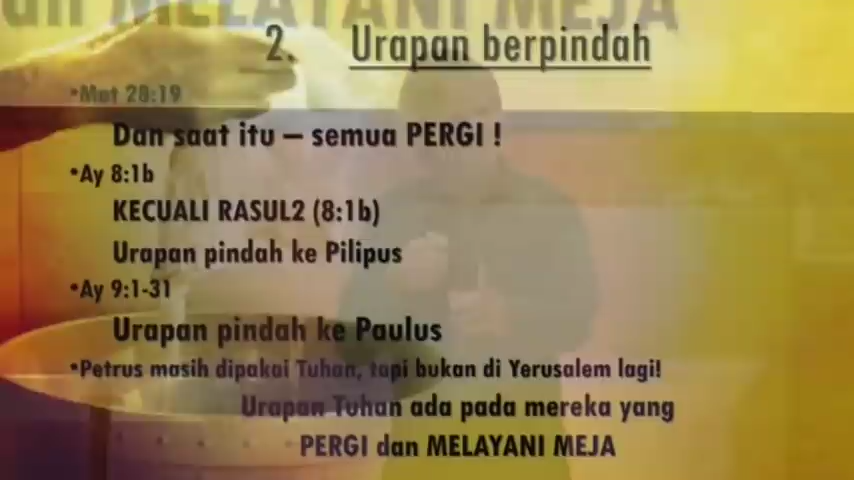 MELAYANI MEJA
2. Urapan berpindah
•Mat 28:19
Dan saat itu – semua PERGI !
•Ay 8:1b
KECUALI RASUL2 (8:1b)
Urapan pindah ke Pilipus
•Ay 9:1-31
Urapan pindah ke Paulus
•Petrus masih dipakai Tuhan, tapi bukan di Yerusalem lagi!
Urapan Tuhan ada pada mereka yang
PERGI dan MELAYANI MEJA